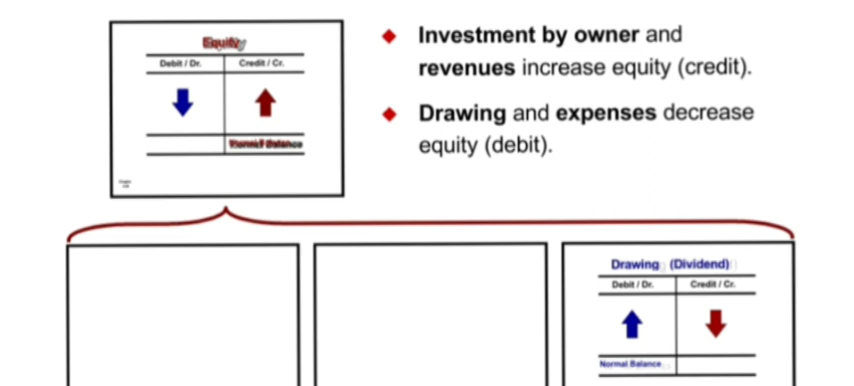 Equity
Debit / Dr.
Credit / Cr.
Normal Balance
Investment by owner and
revenues increase equity (credit).
Drawing and expenses decrease
equity (debit).
Drawing (Dividend)
Debit / Dr.
Credit / Cr.
Normal Balance